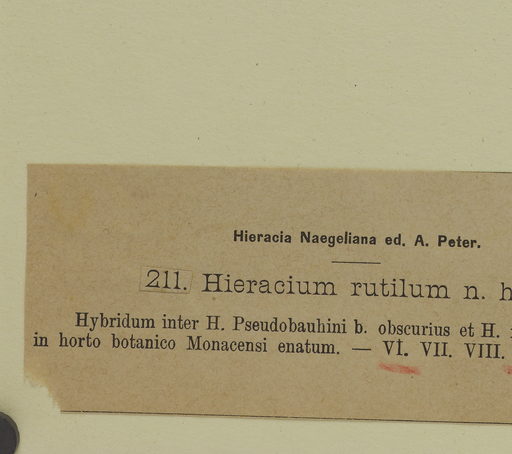 Hieracia Naegeliana ed. A. Peter.
211. Hieracium rutilum n. h
Hybridum inter H. Pseudobauhini b. obscurius et H.
in horto botanico Monacensi enatum. — VI. VII. VIII.